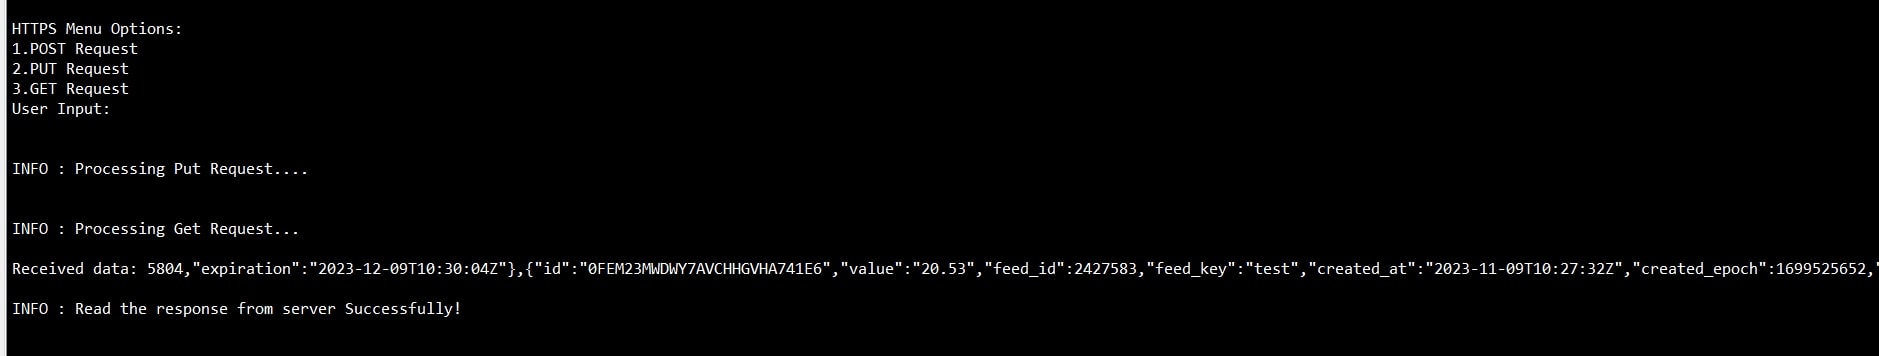 HTTPS Menu Options:
1.POST Request
2.PUT Request
3.GET Request
User Input:
INFO : Processing Put Request....
INFO : Processing Get Request...
Received data: 5804,"expiration":"2023-12-09T10:30:04Z"},{"id":"0FEM23MWDWY7AVCHHGVHA741E6","value":"20.53","feed_id":2427583,"feed_key":"test","created_at":"2023-11-09T10:27:32Z","created_epoch":1699525652,"
INFO : Read the response from server Successfully!